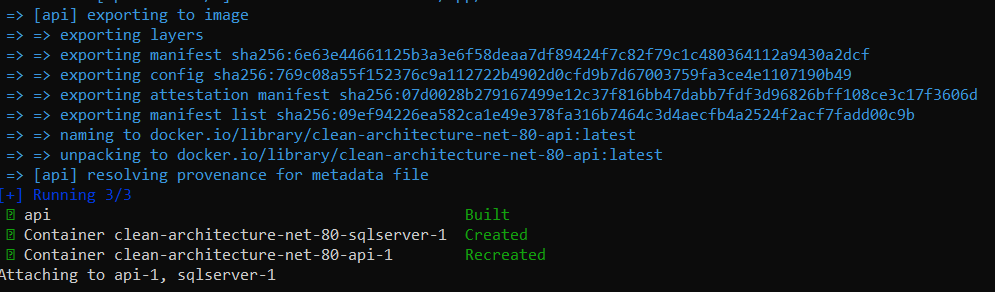 => [api] exporting to image
=> => exporting layers
=> => exporting manifest sha256:6e63e44661125b3a3e6f58deaa7df89424f7c82f79c1c480364112a9430a2dcf
=> => exporting config sha256:769c08a55f152376c9a112722b4902d0cfd9b7d67003759fa3ce4e1107190b49
=> => exporting attestation manifest sha256:07d0028b279167499e12c37f816bb47dabb7fdf3d96826bff108ce3c17f3606d
=> => exporting manifest list sha256:09ef94226ea582ca1e49e378fa316b7464c3d4aecfb4a2524f2acf7fadd00c9b
=> => naming to docker.io/library/clean-architecture-net-80-api:latest
=> => unpacking to docker.io/library/clean-architecture-net-80-api:latest
=> [api] resolving provenance for metadata file
[+] Running 3/3
api Built
Container clean-architecture-net-80-sqlserver-1 Created
Container clean-architecture-net-80-api-1 Recreated
Attaching to api-1, sqlserver-1